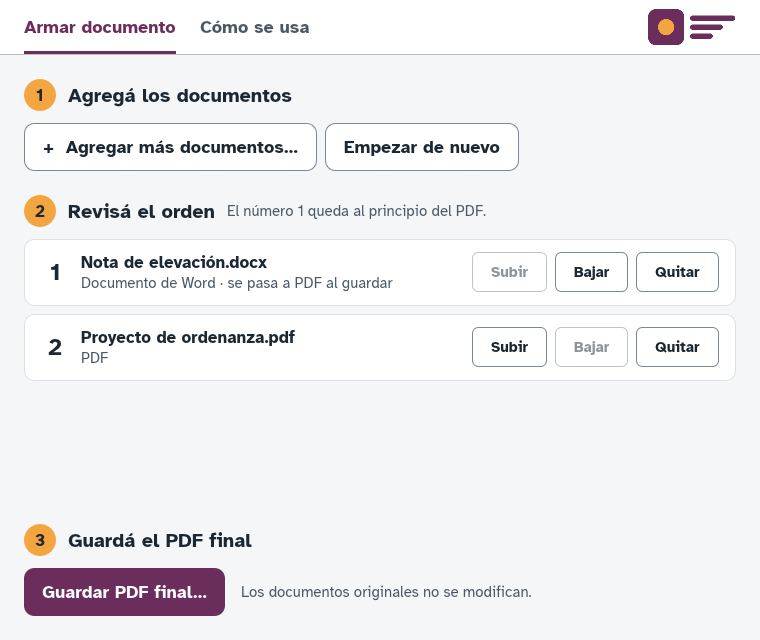 Armar documento Cómo se usa
1 Agregá los documentos
+ Agregar más documentos... Empezar de nuevo
2 Revisá el orden El número 1 queda al principio del PDF.
1 Nota de elevación.docx
Documento de Word · se pasa a PDF al guardar
Subir Bajar Quitar
2 Proyecto de ordenanza.pdf
PDF
Subir Bajar Quitar
3 Guardá el PDF final
Guardar PDF final... Los documentos originales no se modifican.